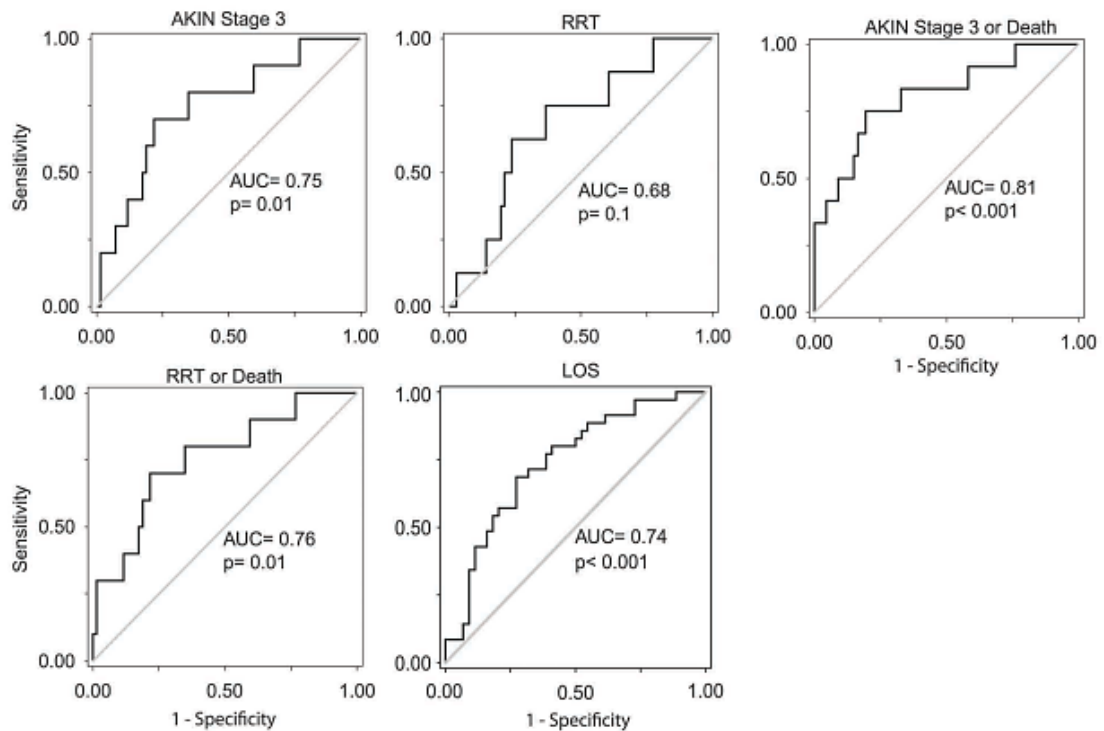 AKIN Stage 3
1.00
0.50
0.00
Sensitivity
AUC= 0.75
p= 0.01
0.00 0.50 1.00
RRT
1.00
0.50
0.00
AUC= 0.68
p= 0.1
0.00 0.50 1.00
AKIN Stage 3 or Death
1.00
0.50
0.00
AUC= 0.81
p< 0.001
0.00 0.50 1.00
1 - Specificity
RRT or Death
1.00
0.50
0.00
Sensitivity
AUC= 0.76
p= 0.01
0.00 0.50 1.00
1 - Specificity
LOS
1.00
0.50
0.00
AUC= 0.74
p< 0.001
0.00 0.50 1.00
1 - Specificity